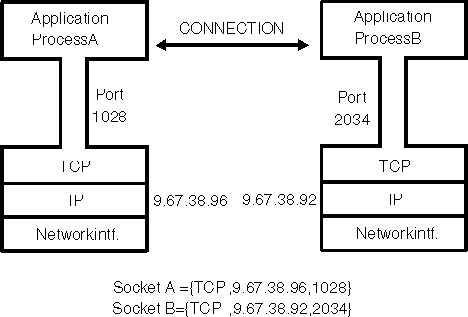 Application
ProcessA
CONNECTION
Application
ProcessB
Port
1028
Port
2034
TCP
TCP
IP
9.67.38.96
9.67.38.92
IP
Networkintf.
Networkintf.
Socket A ={TCP,9.67.38.96,1028}
Socket B={TCP ,9.67.38.92,2034}